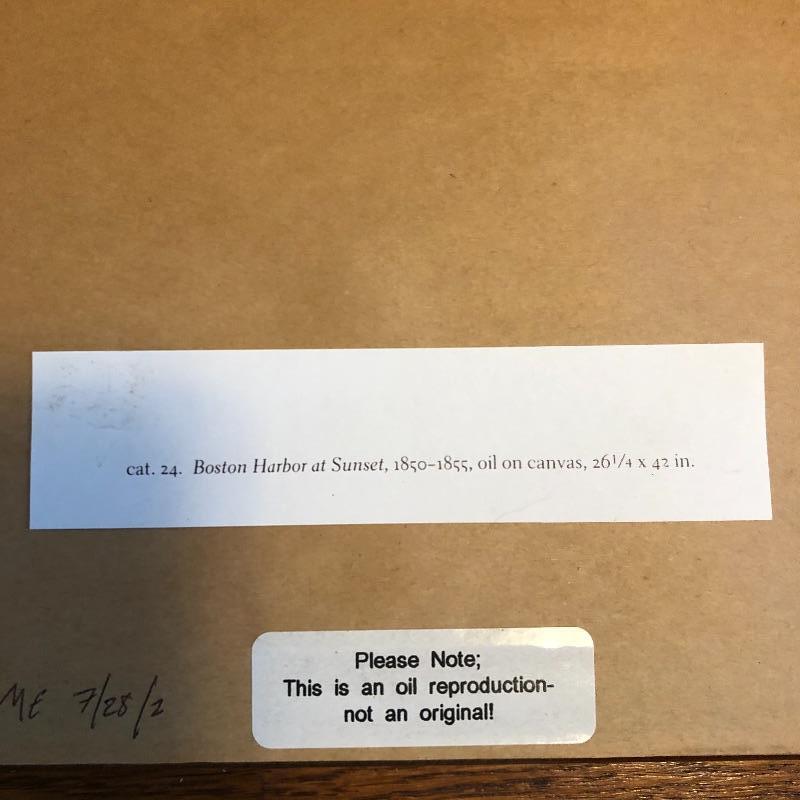 cat. 24. Boston Harbor at Sunset, 1850–1855, oil on canvas, 26¹/4 x 42 in.
Please Note;
This is an oil reproduction-
not an original!
ME 7/28/2